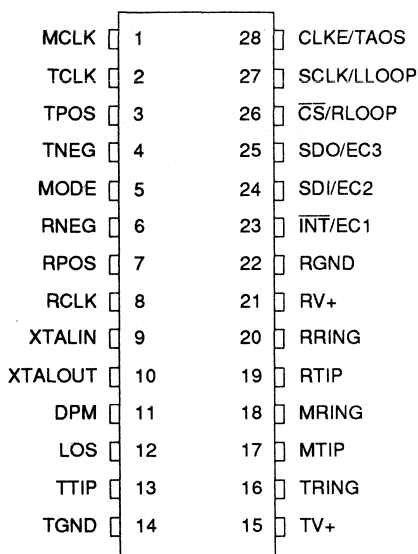 MCLK 1 28 CLKE/TAOS
TCLK 2 27 SCLK/LLOOP
TPOS 3 26 C̅S̅/RLOOP
TNEG 4 25 SDO/EC3
MODE 5 24 SDI/EC2
RNEG 6 23 I̅N̅T̅/EC1
RPOS 7 22 RGND
RCLK 8 21 RV+
XTALIN 9 20 RRING
XTALOUT 10 19 RTIP
DPM 11 18 MRING
LOS 12 17 MTIP
TTIP 13 16 TRING
TGND 14 15 TV+